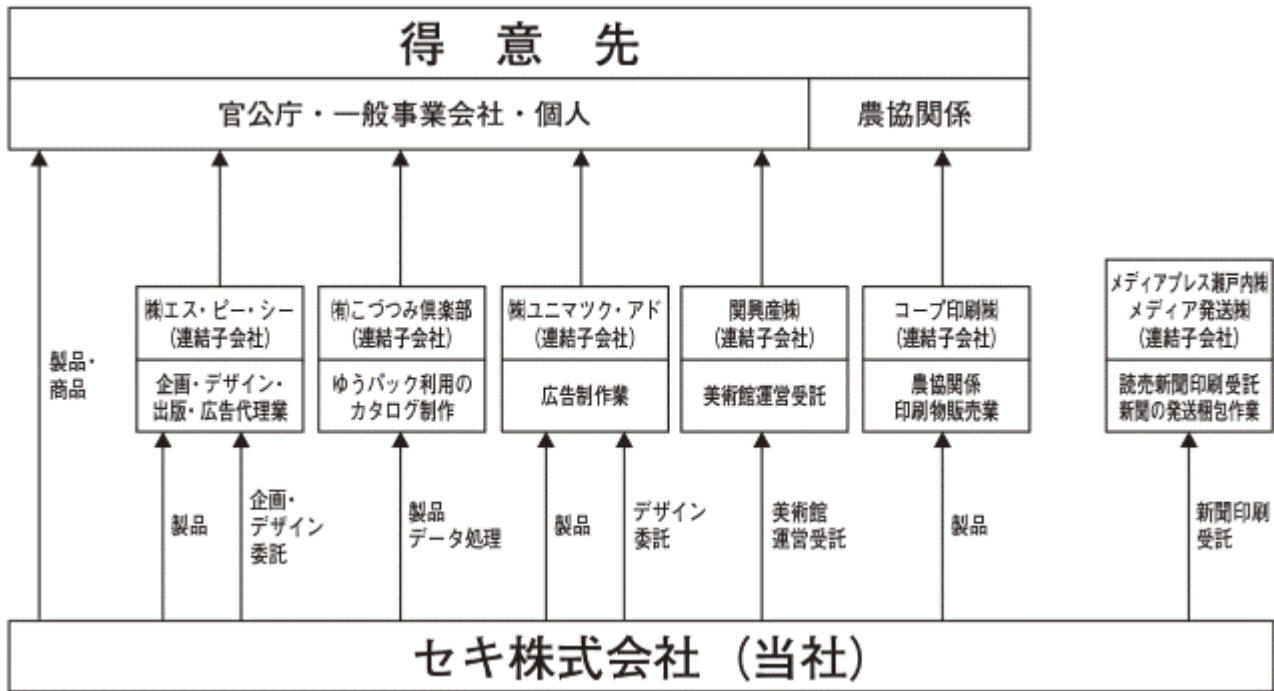 得意先
官公庁・一般事業会社・個人
農協関係
㈱エス・ピー・シー
(連結子会社)
企画・デザイン・
出版・広告代理業
㈲こづつみ倶楽部
(連結子会社)
ゆうパック利用の
カタログ制作
㈱ユニマツク・アド
(連結子会社)
広告制作業
関興産㈱
(連結子会社)
美術館運営受託
コープ印刷㈱
(連結子会社)
農協関係
印刷物販売業
メディアプレス瀬戸内㈱
メディア発送㈱
(連結子会社)
読売新聞印刷受託
新聞の発送梱包作業
製品・
商品
製品
企画・
デザイン
委託
製品
データ処理
製品
デザイン
委託
美術館
運営受託
製品
新聞印刷
受託
セキ株式会社(当社)